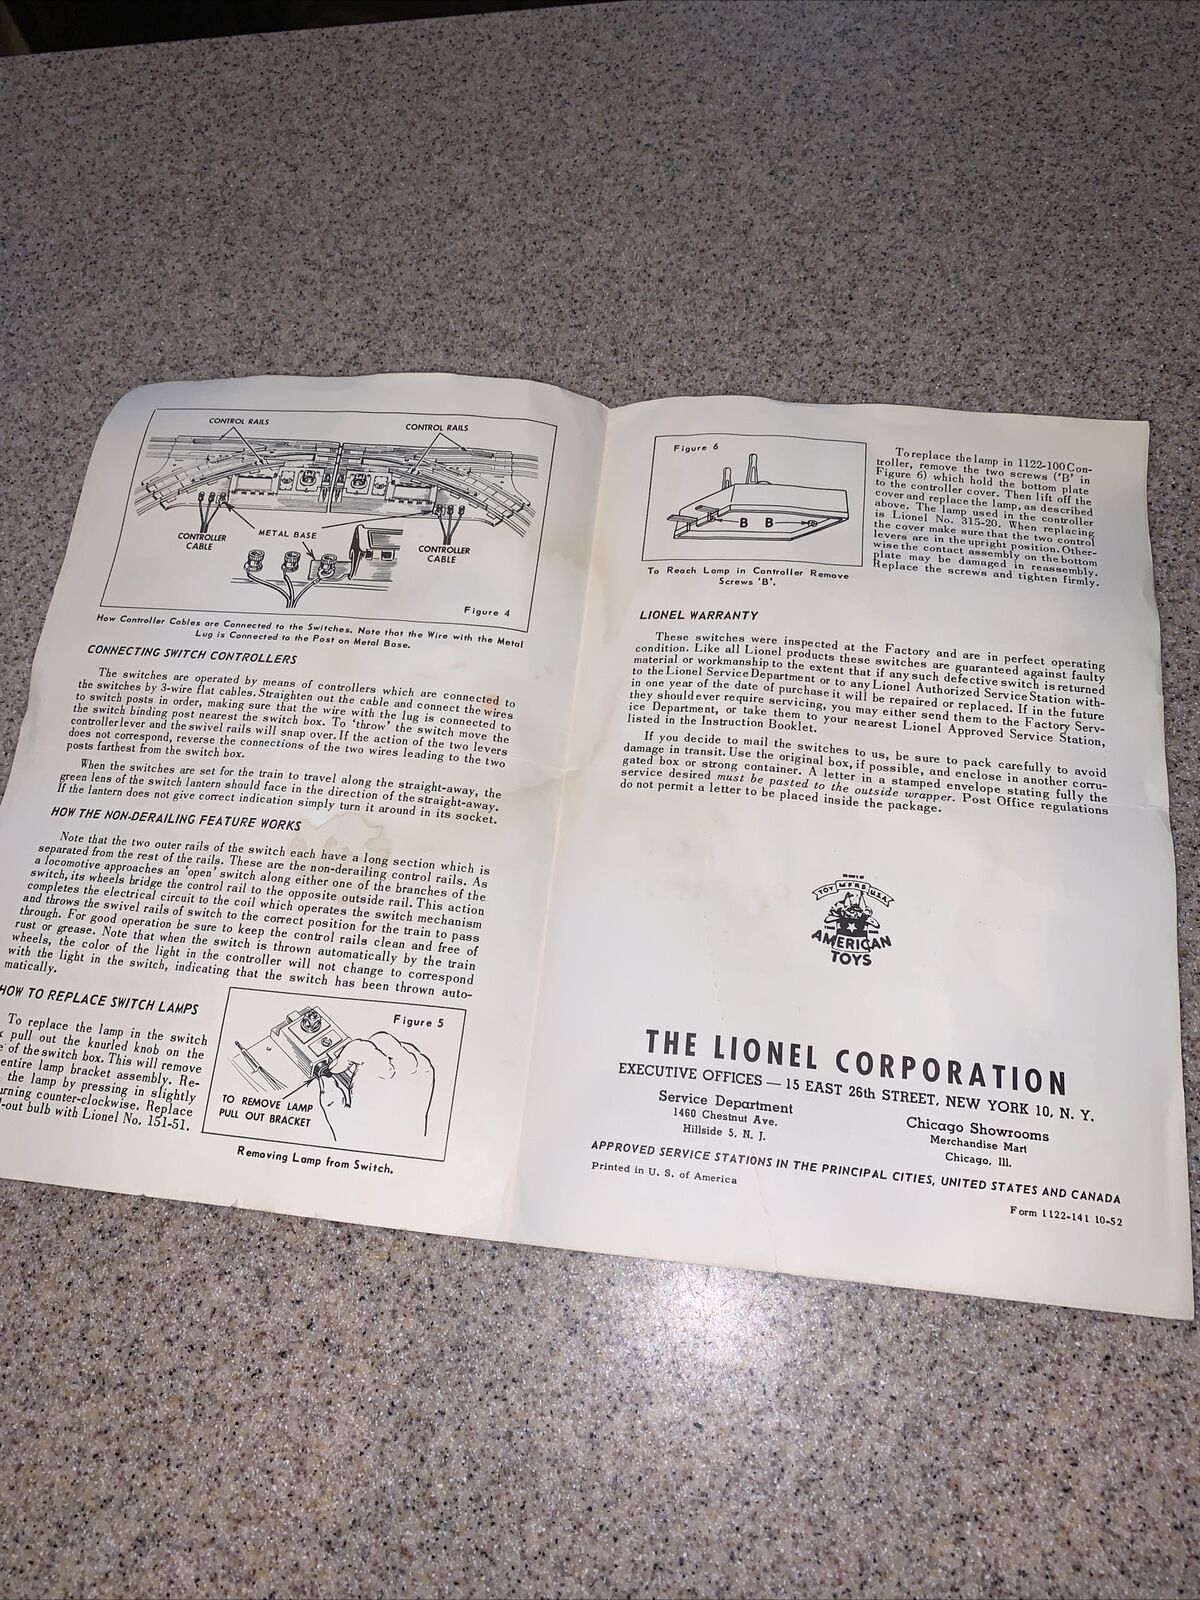 CONTROL RAILS
CONTROL RAILS
CONTROLLER
CABLE
METAL BASE
CONTROLLER
CABLE
Figure 4
How Controller Cables are Connected to the Switches. Note that the Wire with the Metal
Lug is Connected to the Post on Metal Base.
CONNECTING SWITCH CONTROLLERS
The switches are operated by means of controllers which are connected to
the switches by 3-wire flat cables. Straighten out the cable and connect the wires
to switch posts in order, making sure that the wire with the lug is connected to
the switch binding post nearest the switch box. To 'throw' the switch move the
controller lever and the swivel rails will snap over. If the action of the two levers
does not correspond, reverse the connections of the two wires leading to the two
posts farthest from the switch box.
When the switches are set for the train to travel along the straight-away, the
green lens of the switch lantern should face in the direction of the straight-away.
If the lantern does not give correct indication simply turn it around in its socket.
HOW THE NON-DERAILING FEATURE WORKS
Note that the two outer rails of the switch each have a long section which is
separated from the rest of the rails. These are the non-derailing control rails. As
a locomotive approaches an 'open' switch along either one of the branches of the
switch, its wheels bridge the control rail to the opposite outside rail. This action
completes the electrical circuit to the coil which operates the switch mechanism
and throws the swivel rails of switch to the correct position for the train to pass
through. For good operation be sure to keep the control rails clean and free of
rust or grease. Note that when the switch is thrown automatically by the train
wheels, the color of the light in the controller will not change to correspond
with the light in the switch, indicating that the switch has been thrown auto-
matically.
HOW TO REPLACE SWITCH LAMPS
To replace the lamp in the switch
pull out the knurled knob on the
of the switch box. This will remove
entire lamp bracket assembly. Re-
the lamp by pressing in slightly
urning counter-clockwise. Replace
-out bulb with Lionel No. 151-51.
Figure 5
TO REMOVE LAMP
PULL OUT BRACKET
Removing Lamp from Switch.
Figure 6
B B
To Reach Lamp in Controller Remove
Screws 'B'.
To replace the lamp in 1122-100 Con-
troller, remove the two screws ('B' in
Figure 6) which hold the bottom plate
to the controller cover. Then lift off the
cover and replace the lamp, as described
above. The lamp used in the controller
is Lionel No. 315-20. When replacing
the cover make sure that the two control
levers are in the upright position. Other-
wise the contact assembly on the bottom
plate may be damaged in reassembly.
Replace the screws and tighten firmly.
LIONEL WARRANTY
These switches were inspected at the Factory and are in perfect operating
condition. Like all Lionel products these switches are guaranteed against faulty
material or workmanship to the extent that if any such defective switch is returned
to the Lionel Service Department or to any Lionel Authorized Service Station with-
in one year of the date of purchase it will be repaired or replaced. If in the future
they should ever require servicing, you may either send them to the Factory Serv-
ice Department, or take them to your nearest Lionel Approved Service Station,
listed in the Instruction Booklet.
If you decide to mail the switches to us, be sure to pack carefully to avoid
damage in transit. Use the original box, if possible, and enclose in another corru-
gated box or strong container. A letter in a stamped envelope stating fully the
service desired must be pasted to the outside wrapper. Post Office regulations
do not permit a letter to be placed inside the package.
TOY M'F'R'S U.S.A.
AMERICAN
TOYS
THE LIONEL CORPORATION
EXECUTIVE OFFICES — 15 EAST 26th STREET, NEW YORK 10, N. Y.
Service Department
1460 Chestnut Ave.
Hillside 5, N. J.
Chicago Showrooms
Merchandise Mart
Chicago, Ill.
APPROVED SERVICE STATIONS IN THE PRINCIPAL CITIES, UNITED STATES AND CANADA
Printed in U. S. of America
Form 1122-141 10-52